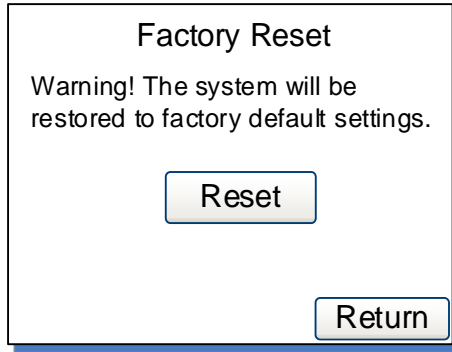 Factory Reset
Warning! The system will be
restored to factory default settings.
Reset
Return